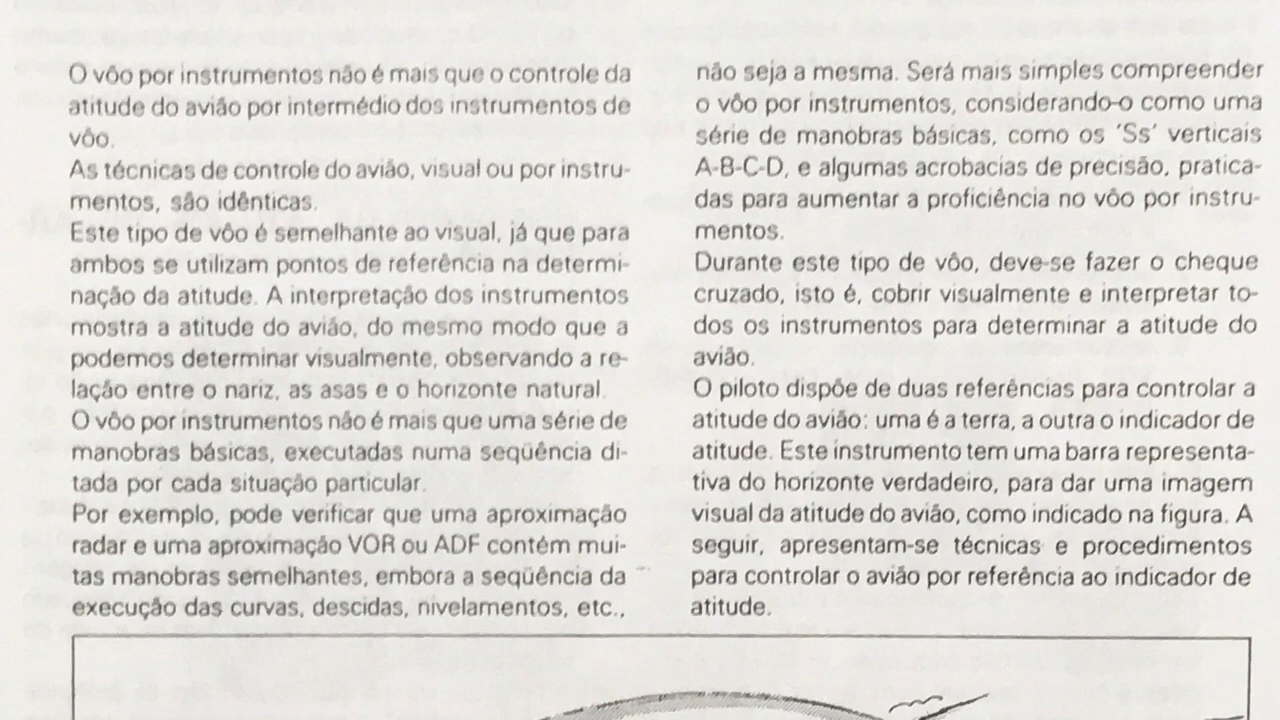 O vôo por instrumentos não é mais que o controle da
atitude do avião por intermédio dos instrumentos de
vôo.
As técnicas de controle do avião, visual ou por instru-
mentos, são idênticas.
Este tipo de vôo é semelhante ao visual, já que para
ambos se utilizam pontos de referência na determi-
nação da atitude. A interpretação dos instrumentos
mostra a atitude do avião, do mesmo modo que a
podemos determinar visualmente, observando a re-
lação entre o nariz, as asas e o horizonte natural.
O vôo por instrumentos não é mais que uma série de
manobras básicas, executadas numa seqüência di-
tada por cada situação particular.
Por exemplo, pode verificar que uma aproximação
radar e uma aproximação VOR ou ADF contém mui-
tas manobras semelhantes, embora a seqüência da
execução das curvas, descidas, nivelamentos, etc.,
não seja a mesma. Será mais simples compreender
o vôo por instrumentos, considerando-o como uma
série de manobras básicas, como os 'Ss' verticais
A-B-C-D, e algumas acrobacias de precisão, pratica-
das para aumentar a proficiência no vôo por instru-
mentos.
Durante este tipo de vôo, deve-se fazer o cheque
cruzado, isto é, cobrir visualmente e interpretar to-
dos os instrumentos para determinar a atitude do
avião.
O piloto dispõe de duas referências para controlar a
atitude do avião: uma é a terra, a outra o indicador de
atitude. Este instrumento tem uma barra representa-
tiva do horizonte verdadeiro, para dar uma imagem
visual da atitude do avião, como indicado na figura. A
seguir, apresentam-se técnicas e procedimentos
para controlar o avião por referência ao indicador de
atitude.